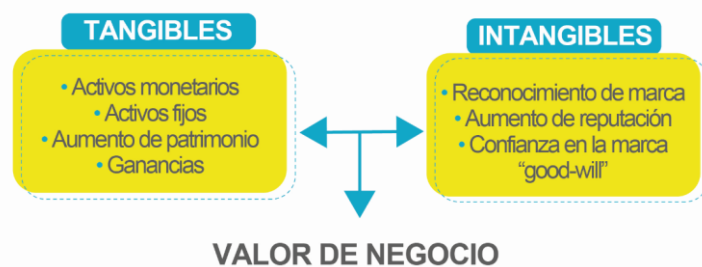 TANGIBLES
• Activos monetarios
• Activos fijos
• Aumento de patrimonio
• Ganancias
INTANGIBLES
• Reconocimiento de marca
• Aumento de reputación
• Confianza en la marca
“good-will”
VALOR DE NEGOCIO